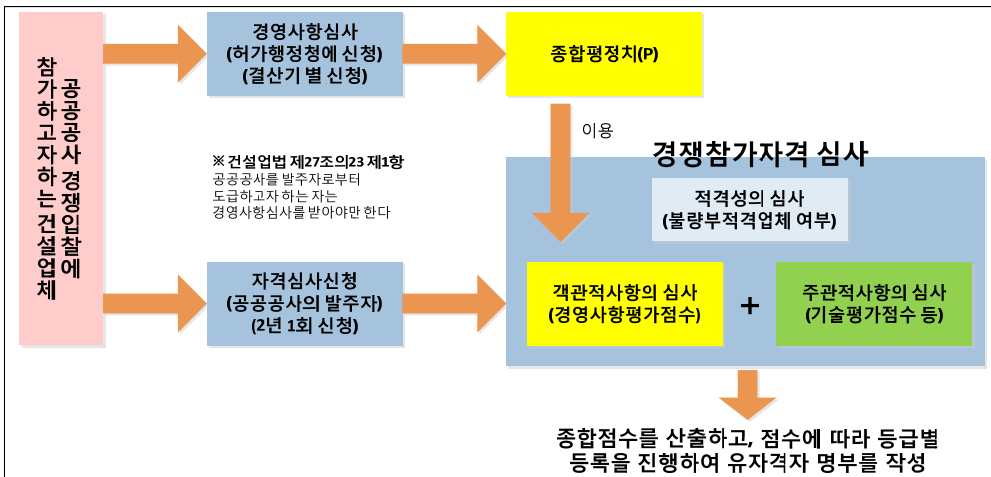 공공공사 경쟁입찰에
참가하고자하는 건설업체
경영사항심사
(허가행정청에 신청)
(결산기 별 신청)
종합평정치(P)
이용
※ 건설업법 제27조의23 제1항
공공공사를 발주자로부터
도급하고자 하는 자는
경영사항심사를 받아야만 한다
경쟁참가자격 심사
적격성의 심사
(불량부적격업체 여부)
자격심사신청
(공공공사의 발주자)
(2년 1회 신청)
객관적사항의 심사
(경영사항평가점수)
+
주관적사항의 심사
(기술평가점수 등)
종합점수를 산출하고, 점수에 따라 등급별
등록을 진행하여 유자격자 명부를 작성